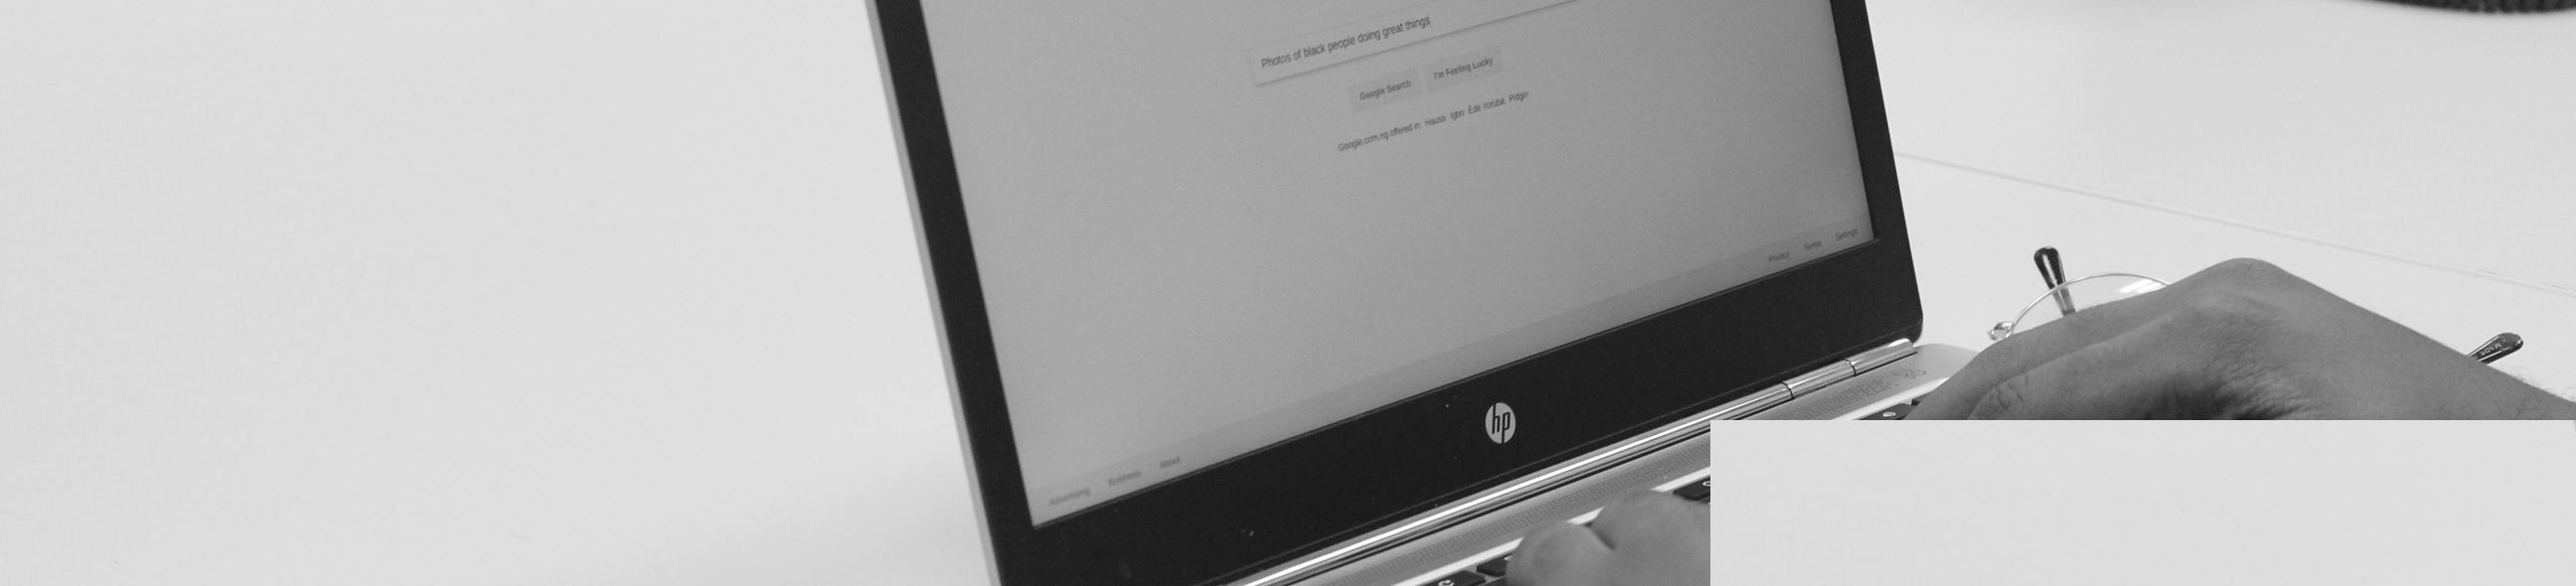 Photos of black people doing great things
Google Search I'm Feeling Lucky
Google.com.ng offered in: Hausa Igbo Ẹ̀dè Yorùbá Pidgin
Privacy Terms Settings
Advertising Business About
hp